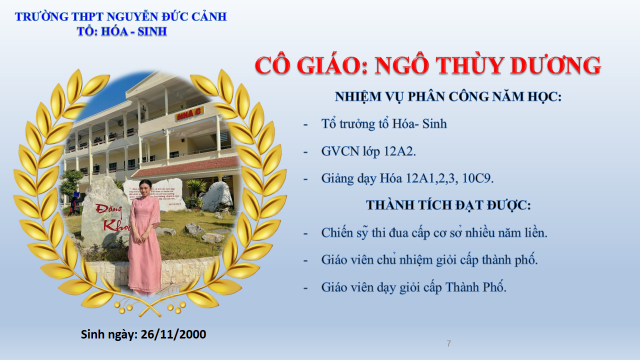 TRƯỜNG THPT NGUYỄN ĐỨC CẢNH
TỔ: HÓA - SINH
CÔ GIÁO: NGÔ THÙY DƯƠNG
NHIỆM VỤ PHÂN CÔNG NĂM HỌC:
- Tổ trưởng tổ Hóa- Sinh
- GVCN lớp 12A2.
- Giảng dạy Hóa 12A1,2,3, 10C9.
THÀNH TÍCH ĐẠT ĐƯỢC:
- Chiến sỹ thi đua cấp cơ sở nhiều năm liền.
- Giáo viên chủ nhiệm giỏi cấp thành phố.
- Giáo viên dạy giỏi cấp Thành Phố.
NHÀ C
Đăng
Khoa
Sinh ngày: 26/11/2000
7